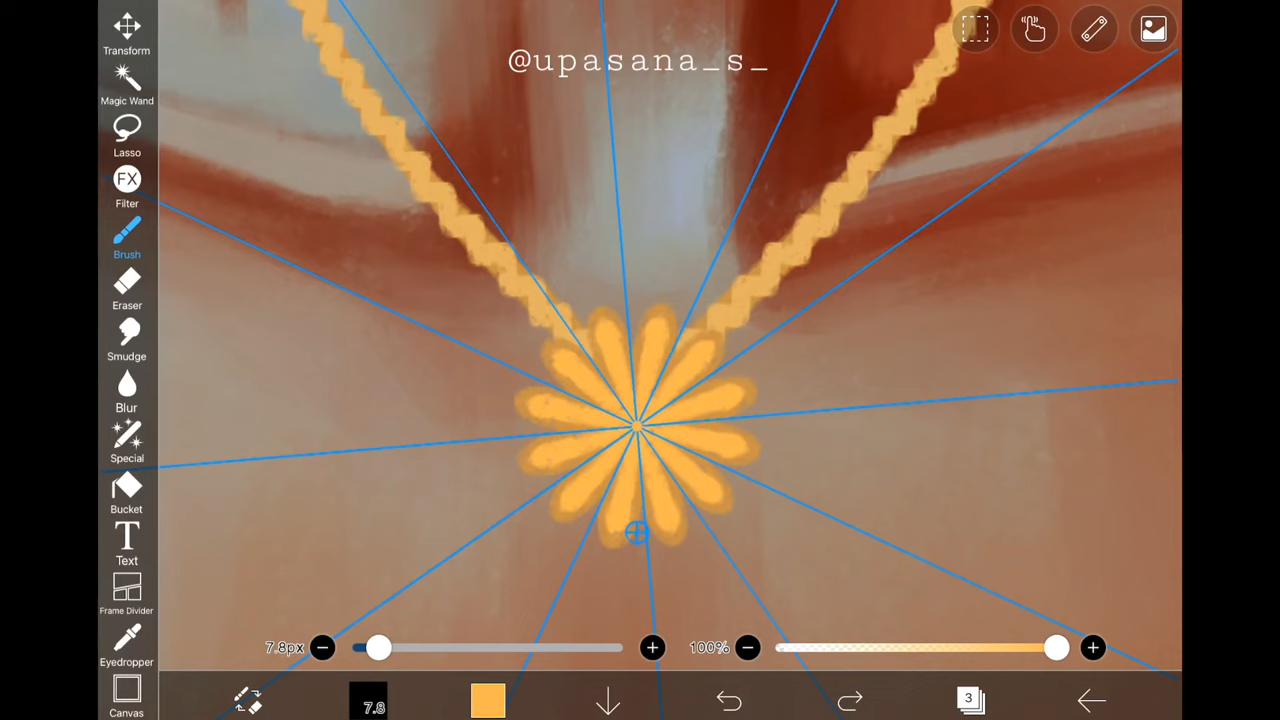 @upasana_s_
Transform
Magic Wand
Lasso
FX
Filter
Brush
Eraser
Smudge
Blur
Special
Bucket
T
Text
Frame Divider
Eyedropper
Canvas
7.8px
100%
7.8
3